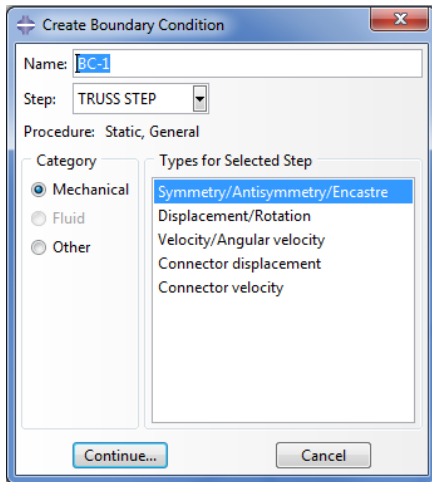 Create Boundary Condition
Name: BC-1
Step: TRUSS STEP
Procedure: Static, General
Category
Mechanical
Fluid
Other
Types for Selected Step
Symmetry/Antisymmetry/Encastre
Displacement/Rotation
Velocity/Angular velocity
Connector displacement
Connector velocity
Continue... Cancel